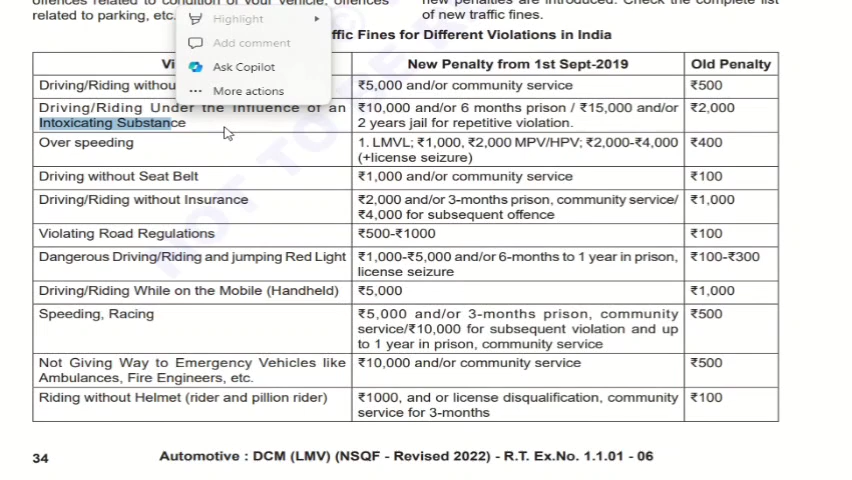 offences related to condition of your vehicle, offences
related to parking, etc.
new penalties are introduced. Check the complete list
of new traffic fines.
Highlight
Add comment
Ask Copilot
More actions
ffic Fines for Different Violations in India
Vi New Penalty from 1st Sept-2019 Old Penalty
Driving/Riding withou ₹5,000 and/or community service ₹500
Driving/Riding Under the Influence of an ₹10,000 and/or 6 months prison / ₹15,000 and/or ₹2,000
Intoxicating Substance 2 years jail for repetitive violation.
Over speeding 1. LMVL; ₹1,000, ₹2,000 MPV/HPV; ₹2,000-₹4,000 ₹400
(+license seizure)
Driving without Seat Belt ₹1,000 and/or community service ₹100
Driving/Riding without Insurance ₹2,000 and/or 3-months prison, community service/ ₹1,000
₹4,000 for subsequent offence
Violating Road Regulations ₹500-₹1000 ₹100
Dangerous Driving/Riding and jumping Red Light ₹1,000-₹5,000 and/or 6-months to 1 year in prison, ₹100-₹300
license seizure
Driving/Riding While on the Mobile (Handheld) ₹5,000 ₹1,000
Speeding, Racing ₹5,000 and/or 3-months prison, community ₹500
service/₹10,000 for subsequent violation and up
to 1 year in prison, community service
Not Giving Way to Emergency Vehicles like ₹10,000 and/or community service ₹500
Ambulances, Fire Engineers, etc.
Riding without Helmet (rider and pillion rider) ₹1000, and or license disqualification, community ₹100
service for 3-months
34 Automotive : DCM (LMV) (NSQF - Revised 2022) - R.T. Ex.No. 1.1.01 - 06